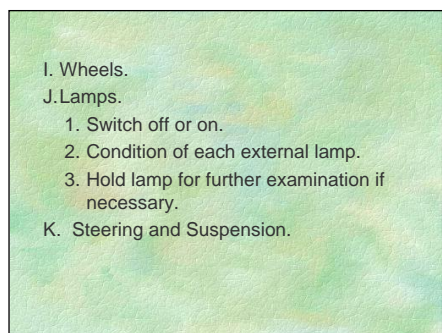 I. Wheels.
J.Lamps.
1. Switch off or on.
2. Condition of each external lamp.
3. Hold lamp for further examination if
necessary.
K. Steering and Suspension.